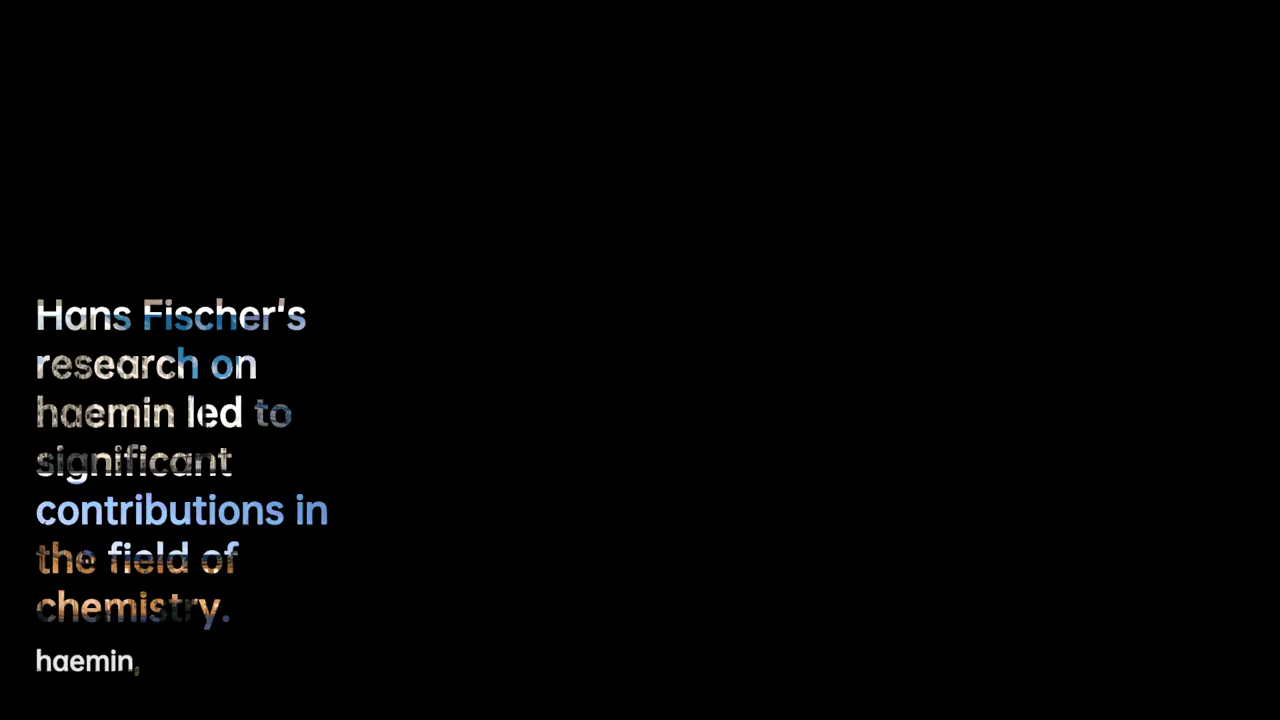 Hans Fischer's
research on
haemin led to
significant
contributions in
the field of
chemistry.
haemin,